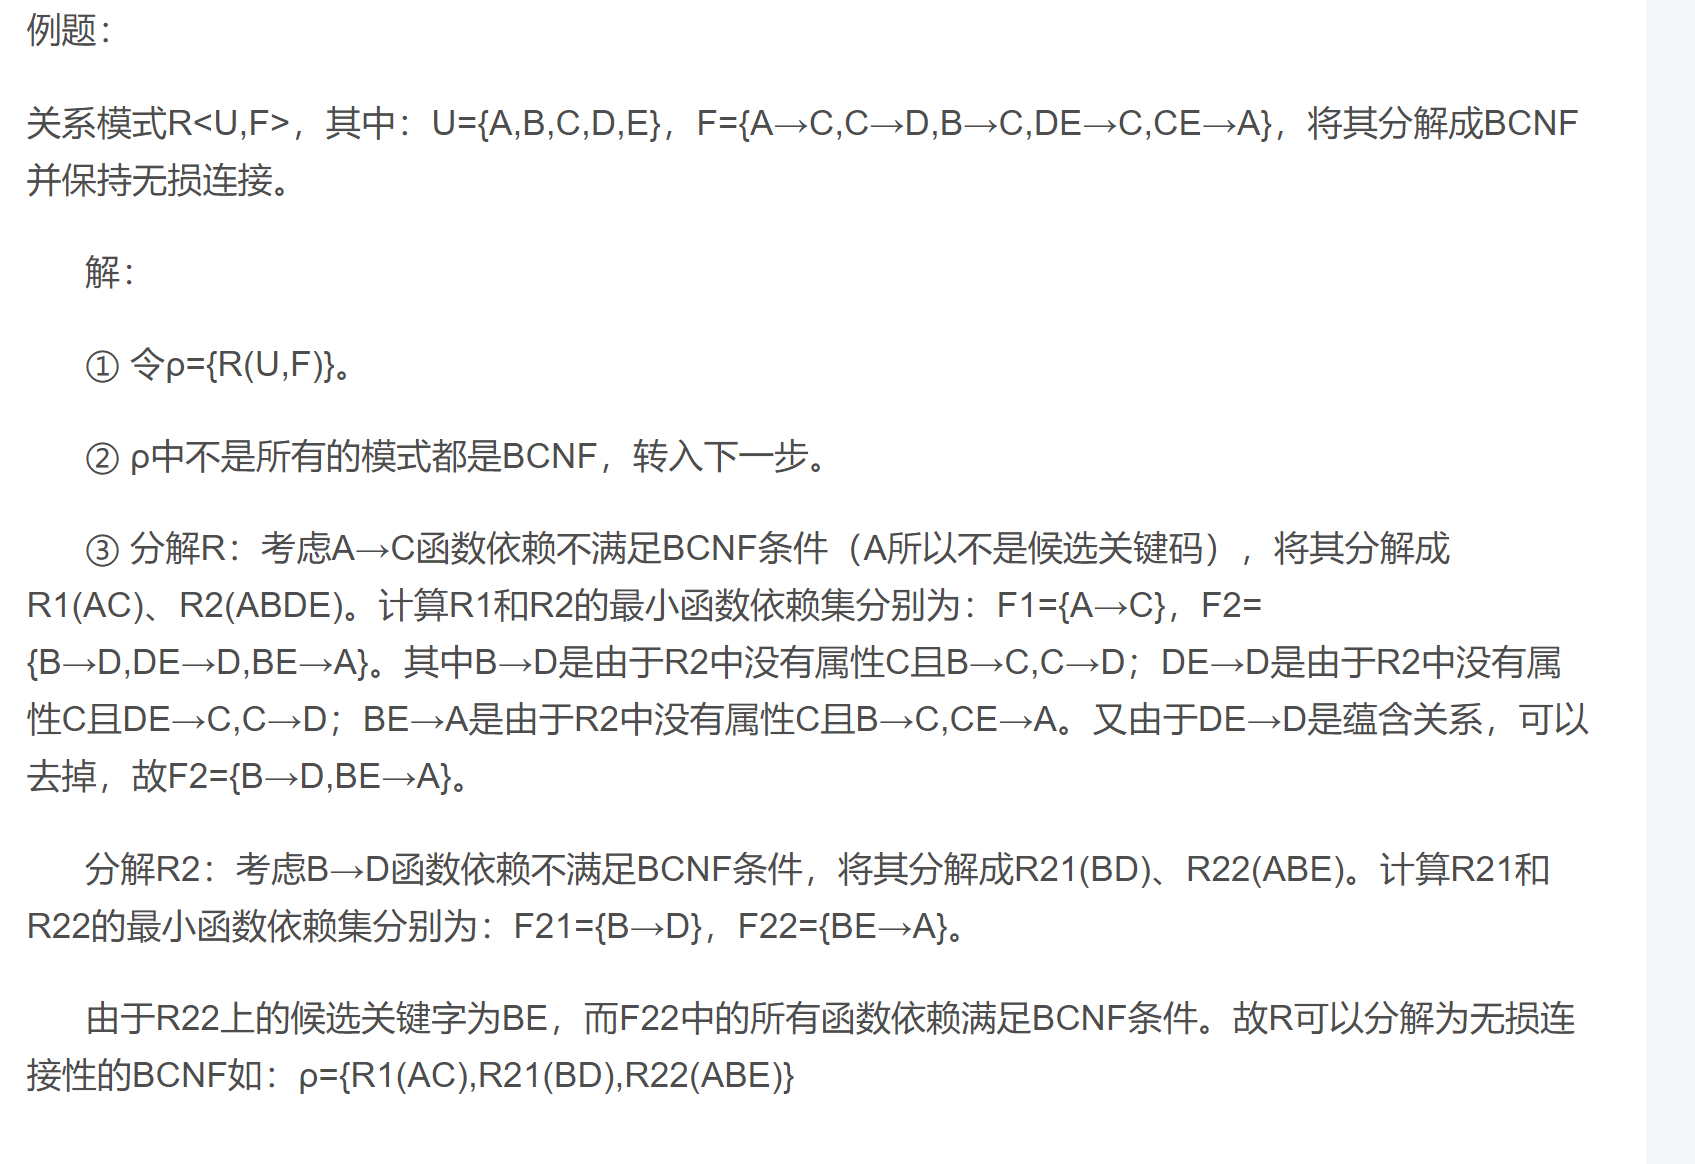 例题：
关系模式R<U,F>，其中：U={A,B,C,D,E}，F={A→C,C→D,B→C,DE→C,CE→A}，将其分解成BCNF
并保持无损连接。
解：
① 令ρ={R(U,F)}。
② ρ中不是所有的模式都是BCNF，转入下一步。
③ 分解R：考虑A→C函数依赖不满足BCNF条件（A所以不是候选关键码），将其分解成
R1(AC)、R2(ABDE)。计算R1和R2的最小函数依赖集分别为：F1={A→C}，F2=
{B→D,DE→D,BE→A}。其中B→D是由于R2中没有属性C且B→C,C→D；DE→D是由于R2中没有属
性C且DE→C,C→D；BE→A是由于R2中没有属性C且B→C,CE→A。又由于DE→D是蕴含关系，可以
去掉，故F2={B→D,BE→A}。
分解R2：考虑B→D函数依赖不满足BCNF条件，将其分解成R21(BD)、R22(ABE)。计算R21和
R22的最小函数依赖集分别为：F21={B→D}，F22={BE→A}。
由于R22上的候选关键字为BE，而F22中的所有函数依赖满足BCNF条件。故R可以分解为无损连
接性的BCNF如：ρ={R1(AC),R21(BD),R22(ABE)}